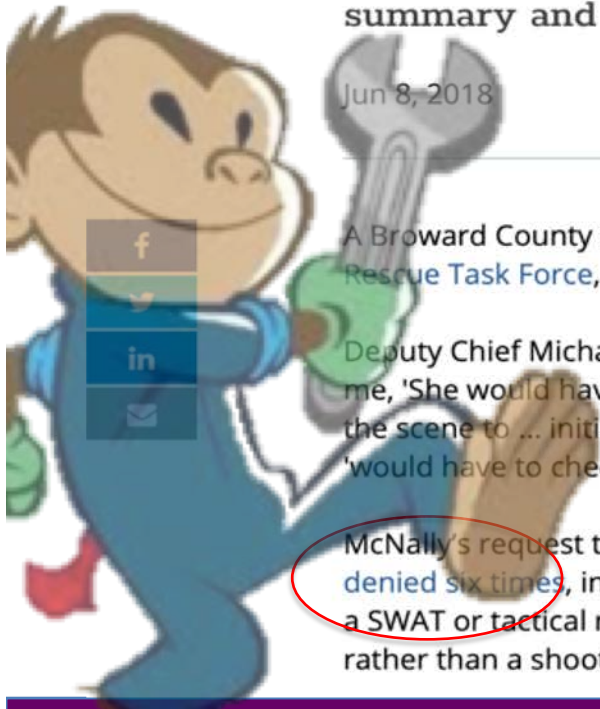 summary and
Jun 8, 2018
A Broward County
Rescue Task Force,
f
in
Deputy Chief Micha
me, 'She would hav
the scene to ... initi
'would have to che
McNally's request t
denied six times, in
a SWAT or tactical
rather than a shoot